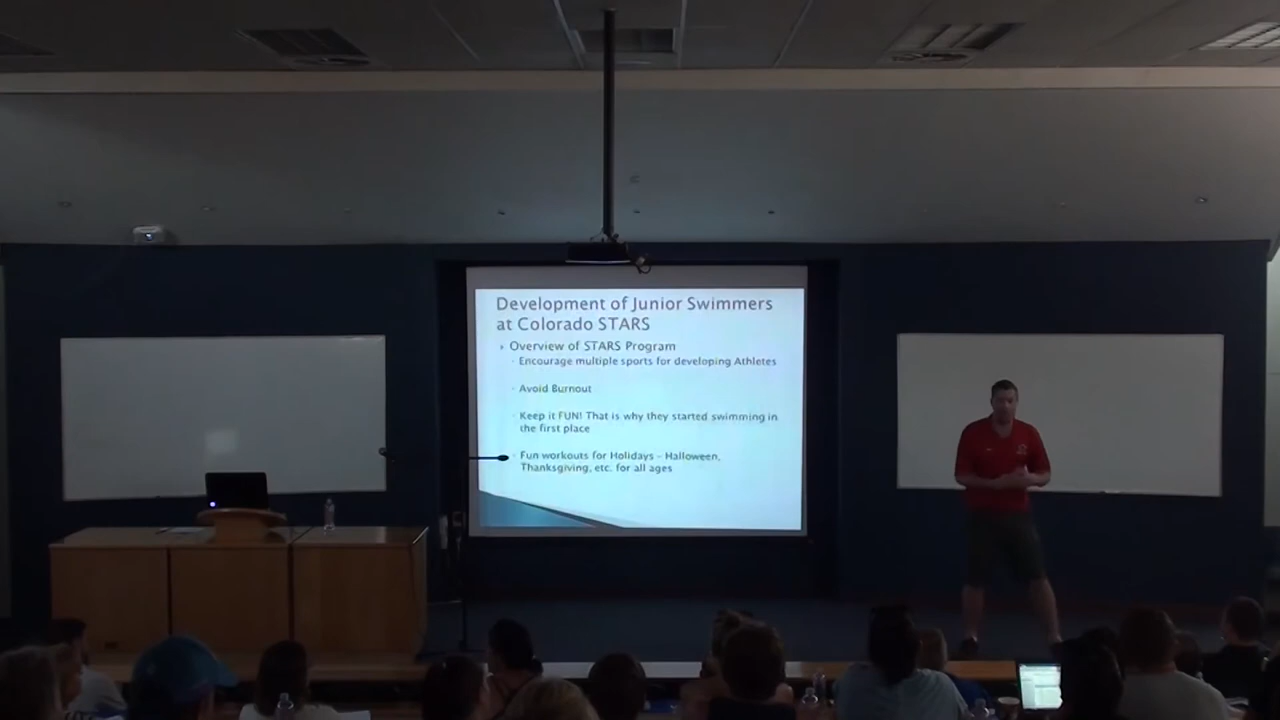 Development of Junior Swimmers
at Colorado STARS
Overview of STARS Program
Encourage multiple sports for developing Athletes
Avoid Burnout
Keep it FUN! That is why they started swimming in
the first place
Fun workouts for Holidays - Halloween,
Thanksgiving, etc. for all ages